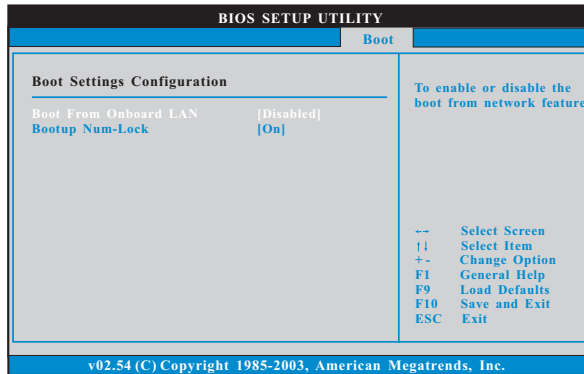 BIOS SETUP UTILITY
Boot
Boot Settings Configuration
Boot From Onboard LAN [Disabled]
Bootup Num-Lock [On]
To enable or disable the
boot from network feature
↔ Select Screen
↑↓ Select Item
+- Change Option
F1 General Help
F9 Load Defaults
F10 Save and Exit
ESC Exit
v02.54 (C) Copyright 1985-2003, American Megatrends, Inc.